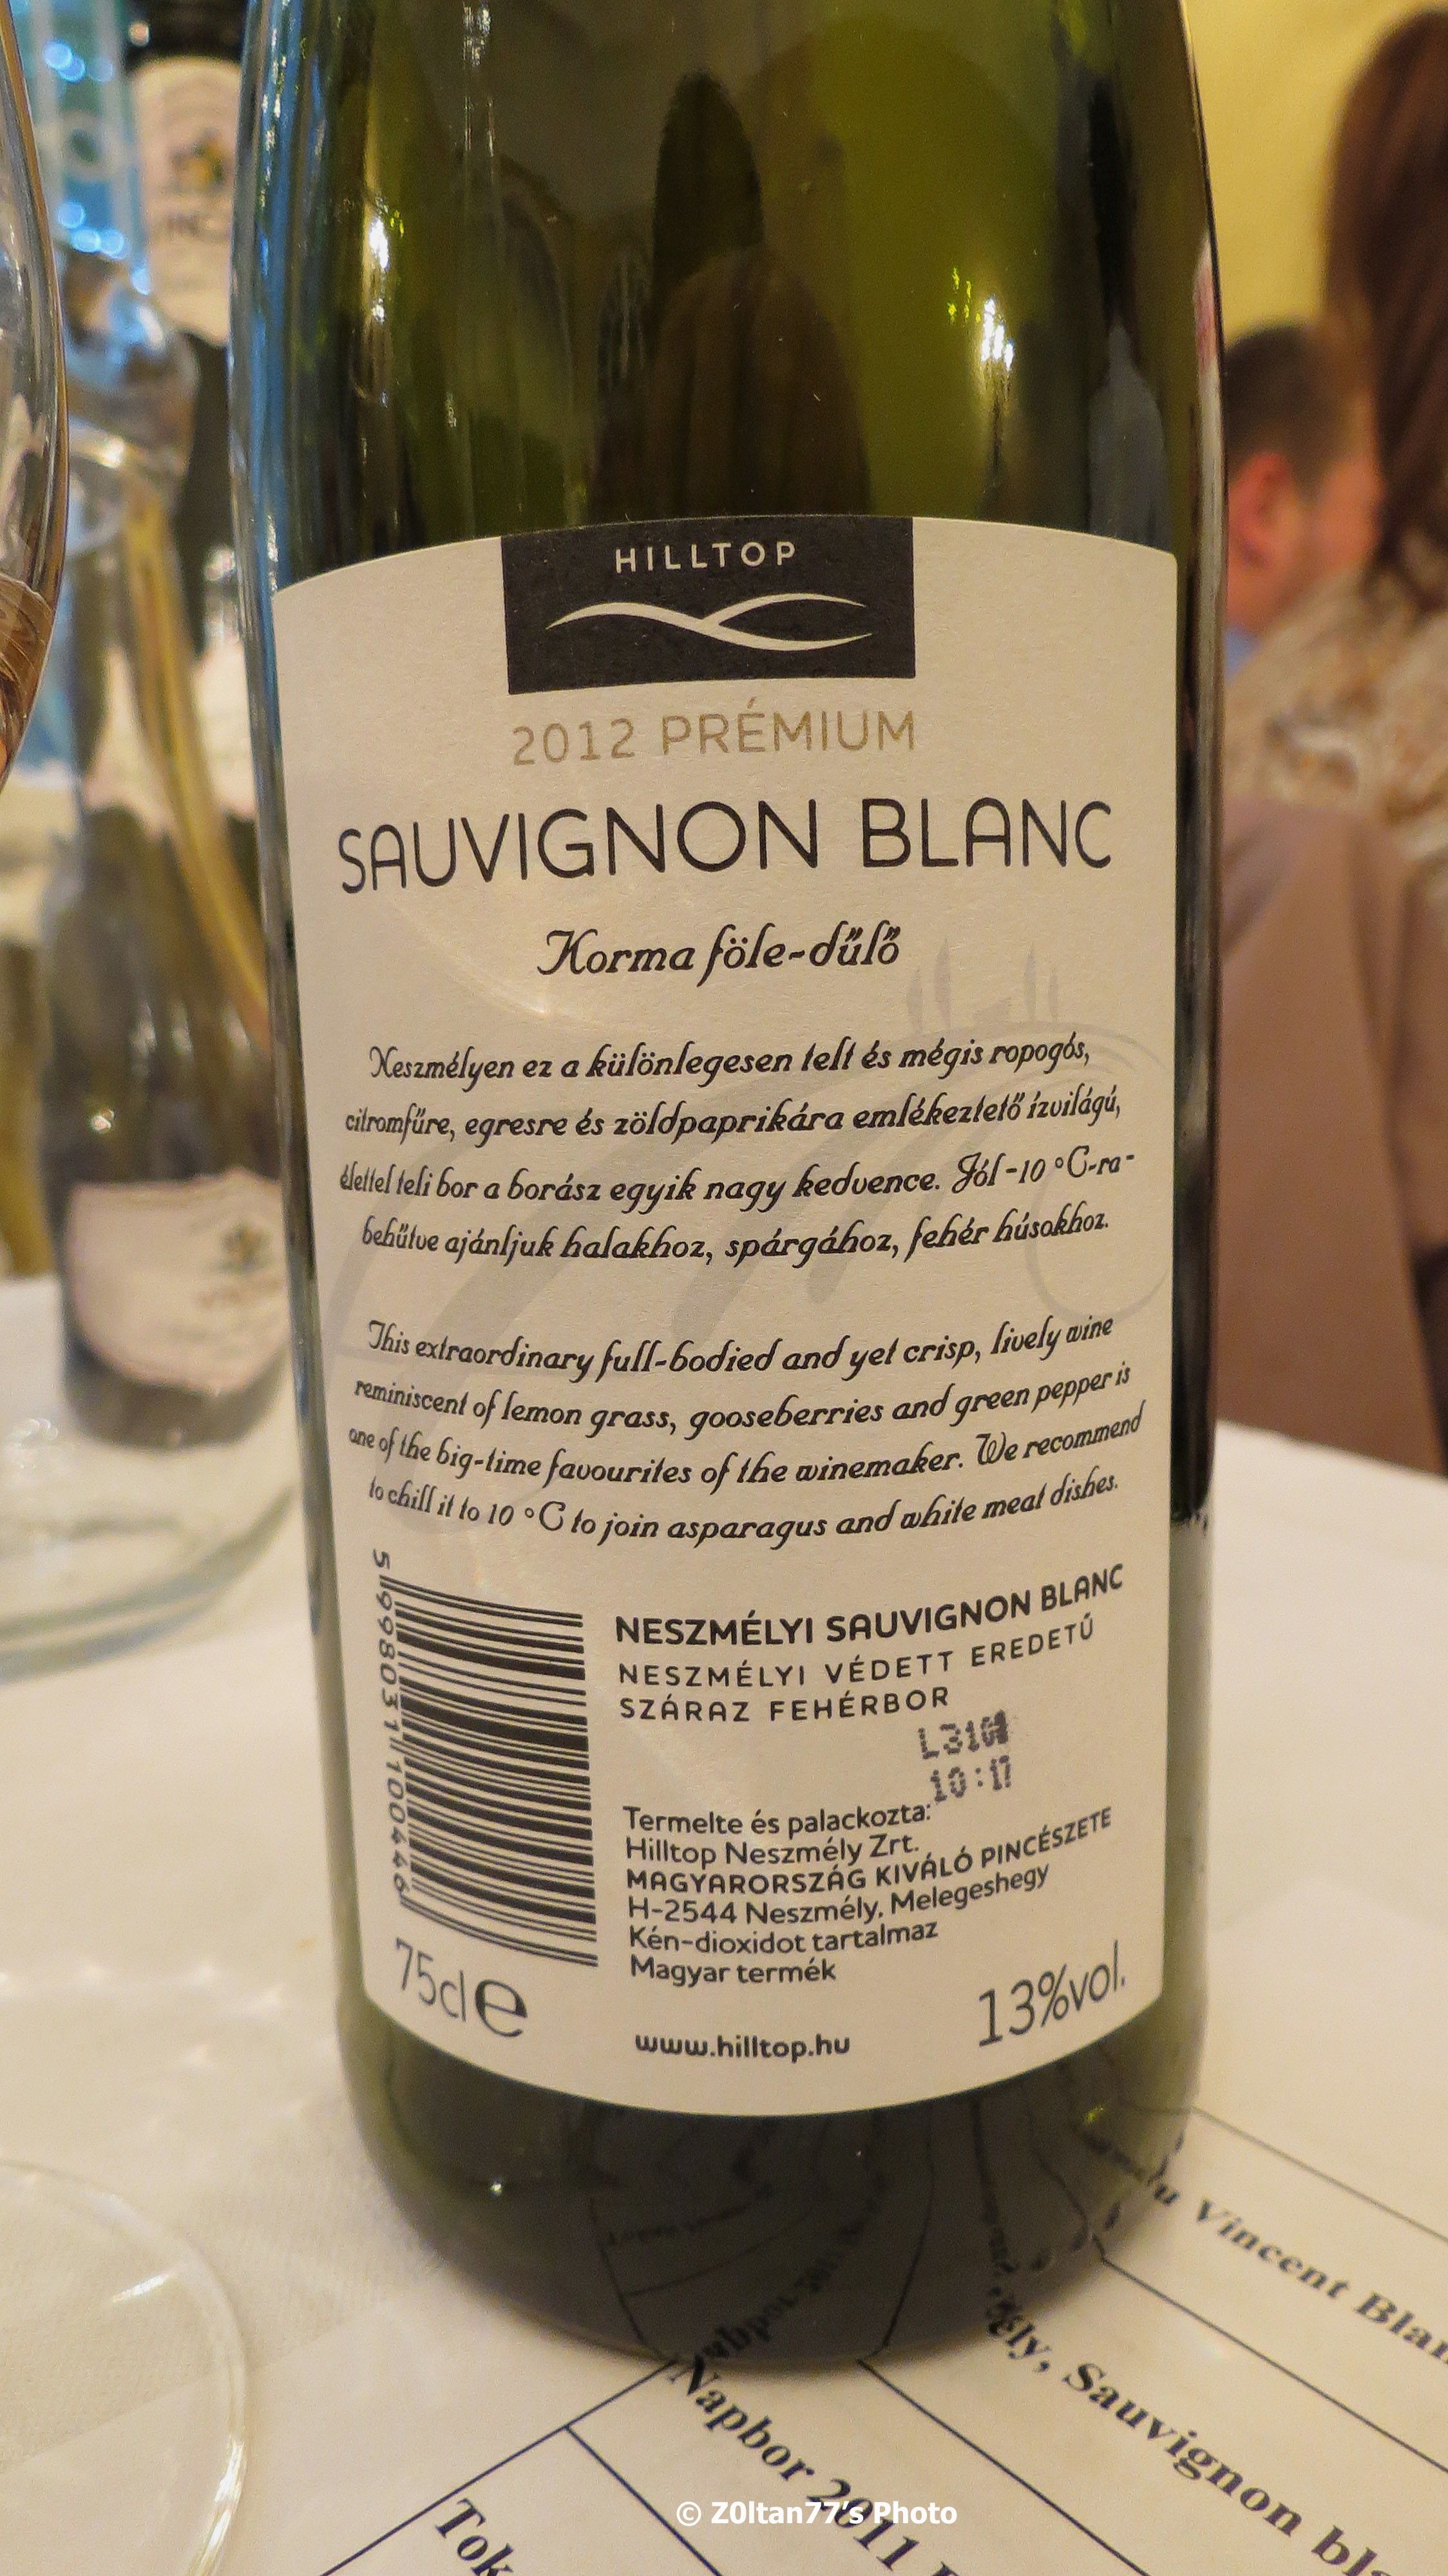 HILLTOP
2012 PRÉMIUM
SAUVIGNON BLANC
Korma föle-dűlő
Neszmélyen ez a különlegesen telt és mégis ropogós,
citromfűre, egresre és zöldpaprikára emlékeztető ízvilágú,
élettel teli bor a borász egyik nagy kedvence. Jól -10 °C-ra-
behűtve ajánljuk halakhoz, spárgához, fehér húsokhoz.
This extraordinary full-bodied and yet crisp, lively wine
reminiscent of lemon grass, gooseberries and green pepper is
one of the big-time favourites of the winemaker. We recommend
to chill it to 10 °C to join asparagus and white meat dishes.
5 998031 100446
NESZMÉLYI SAUVIGNON BLANC
NESZMÉLYI VÉDETT EREDETŰ
SZÁRAZ FEHÉRBOR
10:17
Termelte és palackozta:
Hilltop Neszmély Zrt.
MAGYARORSZÁG KIVÁLÓ PINCÉSZETE
H-2544 Neszmély, Melegeshegy
Kén-dioxidot tartalmaz
Magyar termék
75cl e
13%vol.
www.hilltop.hu
Vincent Blan
ély, Sauvignon bla
Napbor 2011
Tok
© Z0ltan77's Photo